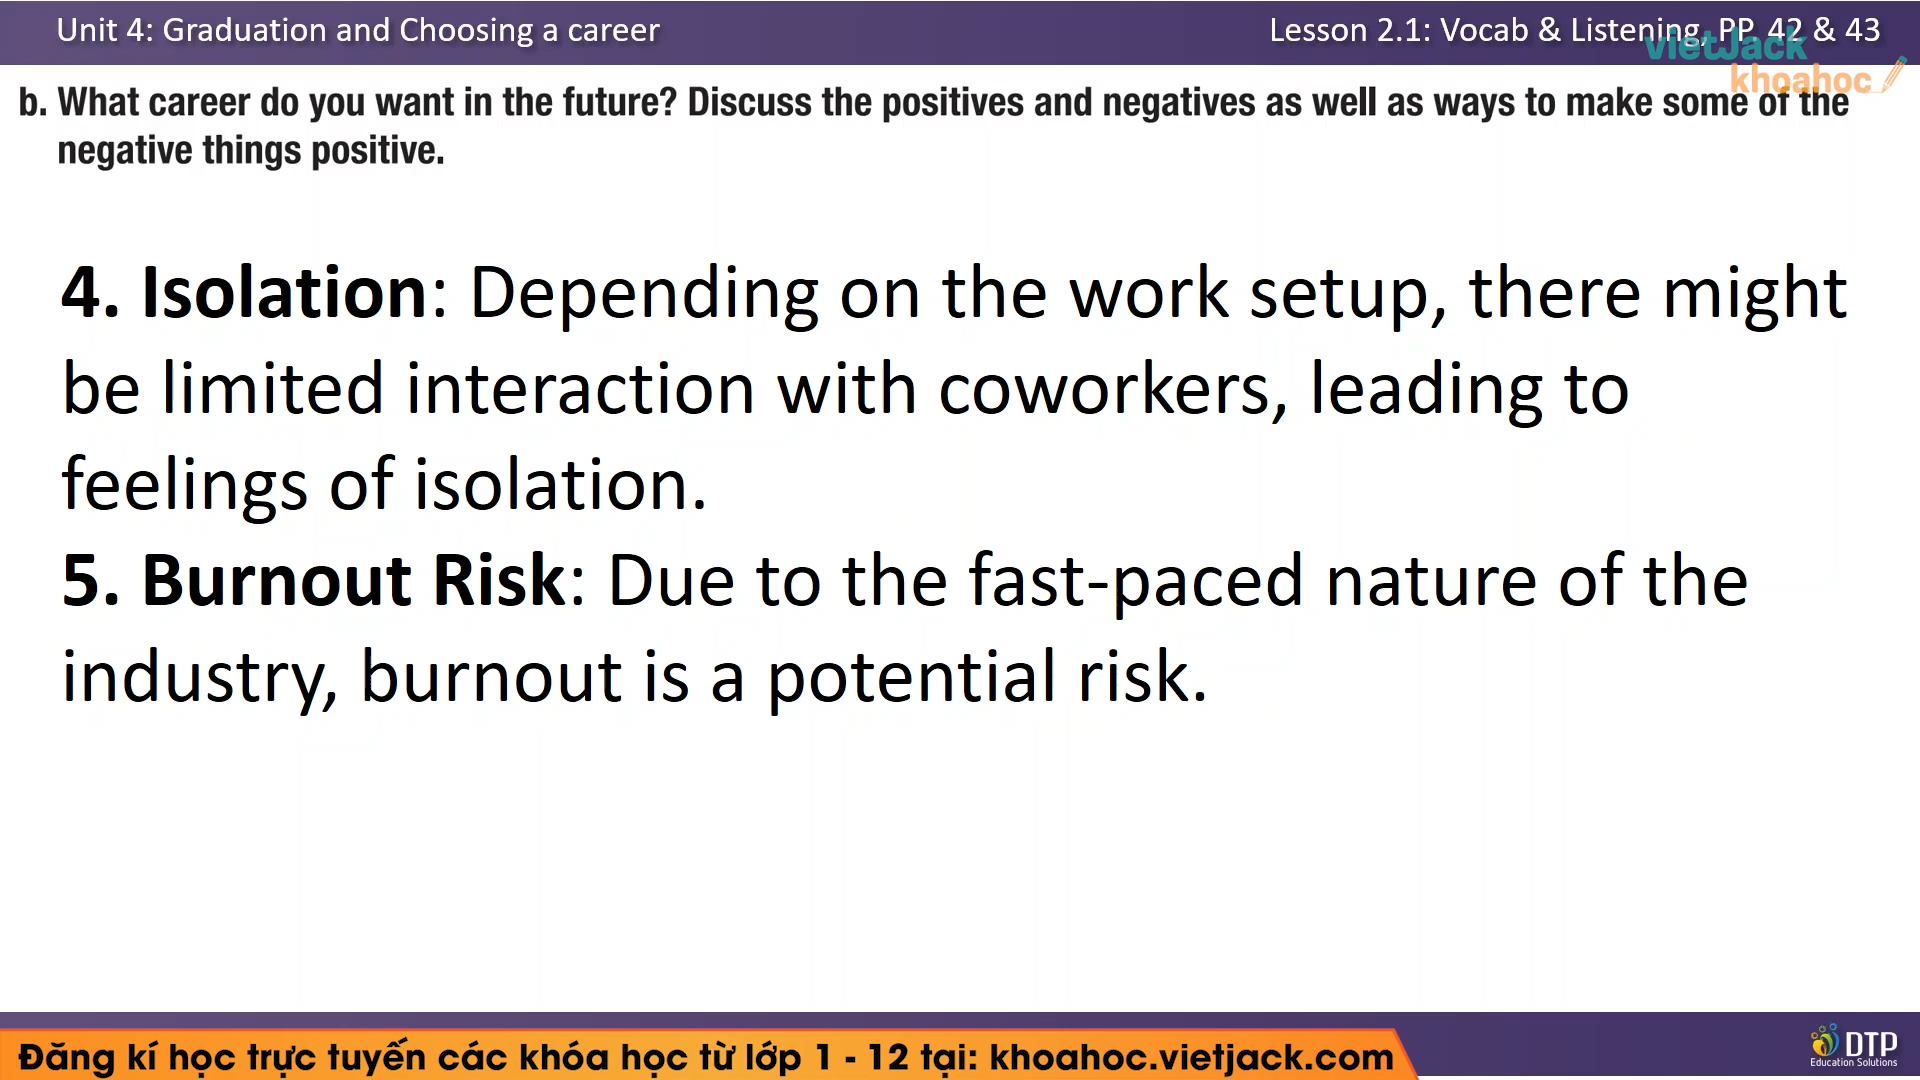 Unit 4: Graduation and Choosing a career
Lesson 2.1: Vocab & Listening, PP. 42 & 43
vietJack
khoahoc
b. What career do you want in the future? Discuss the positives and negatives as well as ways to make some of the
negative things positive.
4. Isolation: Depending on the work setup, there might
be limited interaction with coworkers, leading to
feelings of isolation.
5. Burnout Risk: Due to the fast-paced nature of the
industry, burnout is a potential risk.
Đăng kí học trực tuyến các khóa học từ lớp 1 - 12 tại: khoahoc.vietjack.com
DTP
Education Solutions